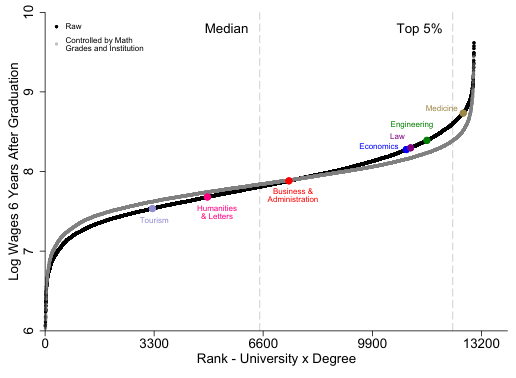 10
Raw
Controlled by Math
Grades and Institution
Median
Top 5%
9
Medicine
Engineering
Law
Economics
8
Business &
Administration
Humanities
& Letters
Tourism
7
6
Log Wages 6 Years After Graduation
0
3300
6600
9900
13200
Rank - University x Degree